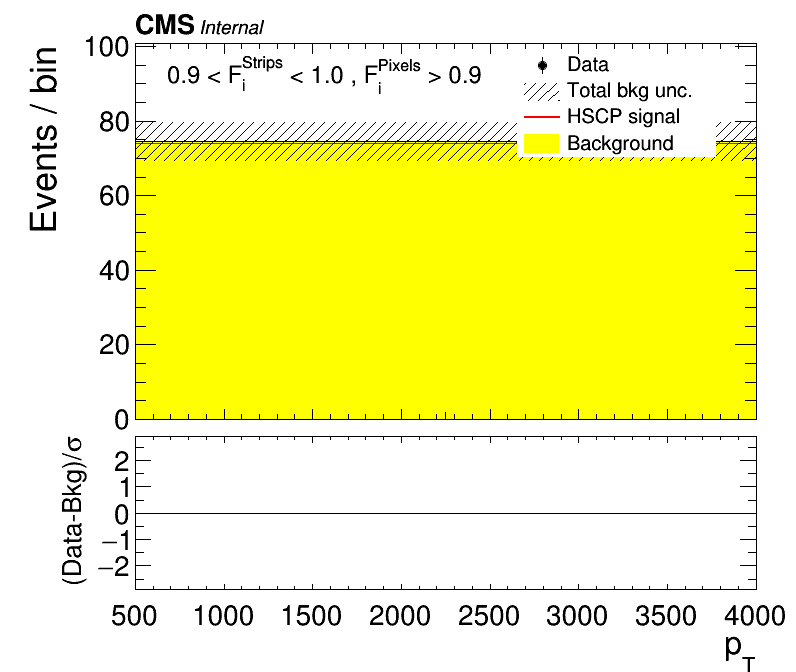 CMS Internal
Events / bin
100
80
60
40
20
0
0.9 < F_i^Strips < 1.0 , F_i^Pixels > 0.9
Data
Total bkg unc.
HSCP signal
Background
(Data-Bkg)/σ
2
1
0
−1
−2
500 1000 1500 2000 2500 3000 3500 4000
p_T